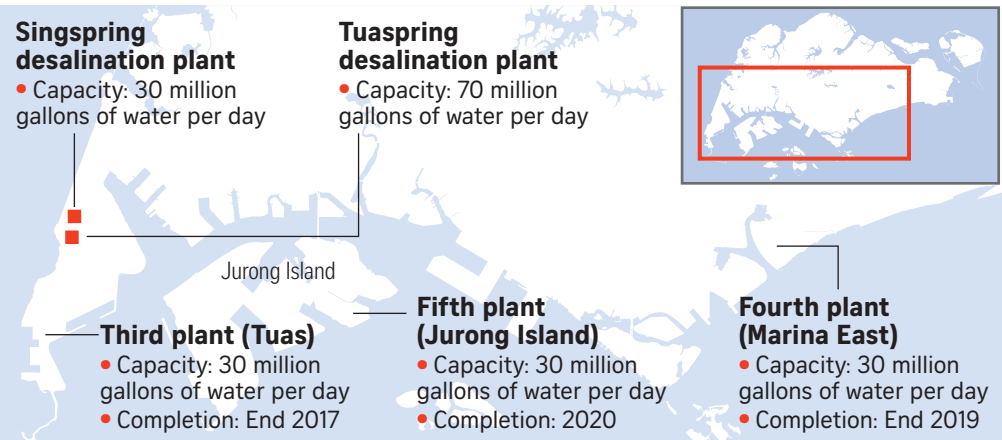 Singspring
desalination plant
• Capacity: 30 million
gallons of water per day
Tuaspring
desalination plant
• Capacity: 70 million
gallons of water per day
Jurong Island
Third plant (Tuas)
• Capacity: 30 million
gallons of water per day
• Completion: End 2017
Fifth plant
(Jurong Island)
• Capacity: 30 million
gallons of water per day
• Completion: 2020
Fourth plant
(Marina East)
• Capacity: 30 million
gallons of water per day
• Completion: End 2019